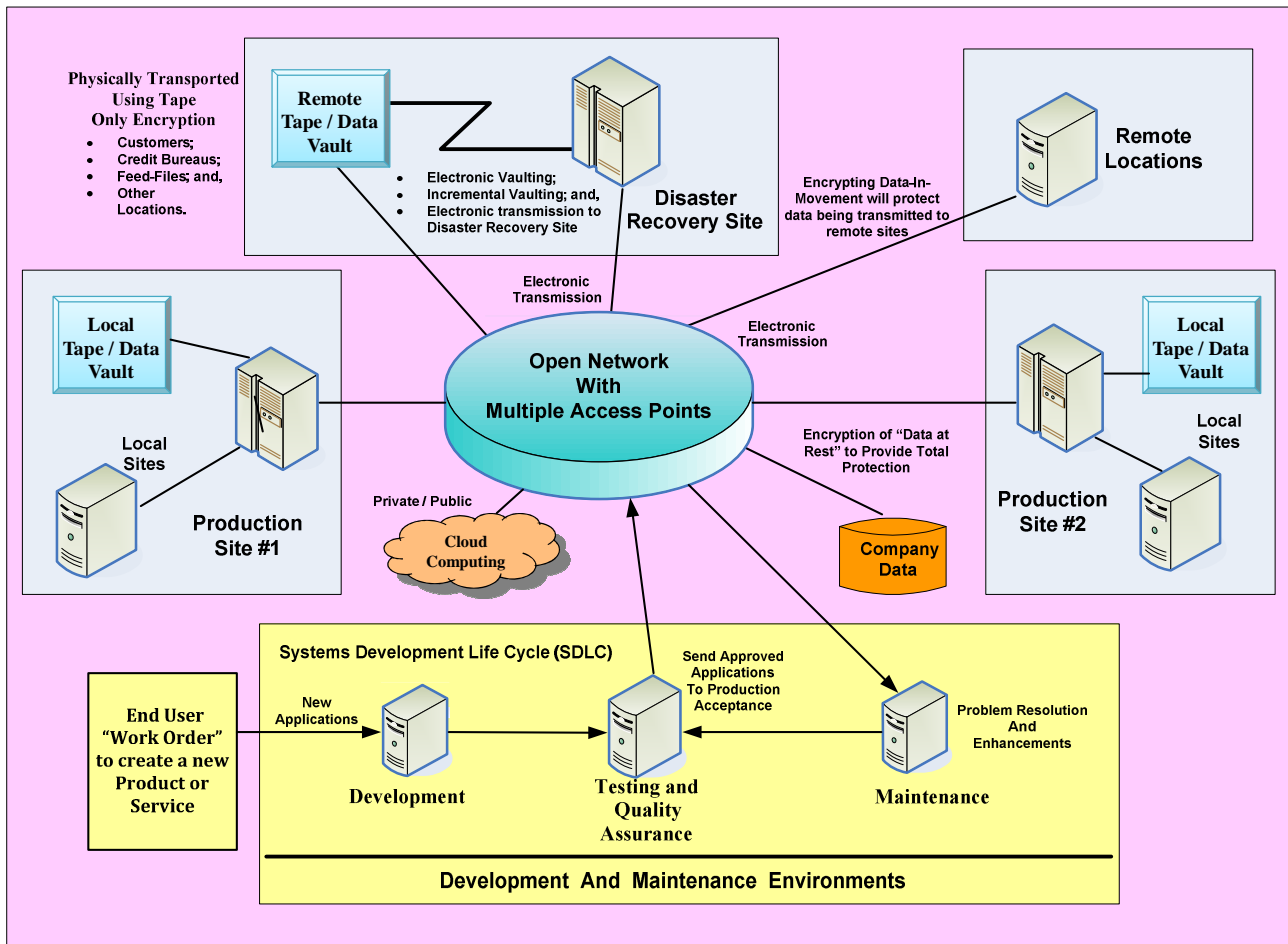 Physically Transported
Using Tape
Only Encryption
• Customers;
• Credit Bureaus;
• Feed-Files; and,
• Other
Locations.
Remote
Tape / Data
Vault
• Electronic Vaulting;
• Incremental Vaulting; and,
• Electronic transmission to
Disaster Recovery Site
Disaster
Recovery Site
Encrypting Data-In-
Movement will protect
data being transmitted to
remote sites
Remote
Locations
Electronic
Transmission
Electronic
Transmission
Local
Tape / Data
Vault
Local
Sites
Production
Site #1
Open Network
With
Multiple Access Points
Local
Tape / Data
Vault
Local
Sites
Production
Site #2
Private / Public
Cloud
Computing
Encryption of “Data at
Rest” to Provide Total
Protection
Company
Data
Systems Development Life Cycle (SDLC)
End User
“Work Order”
to create a new
Product or
Service
New
Applications
Development
Send Approved
Applications
To Production
Acceptance
Testing and
Quality
Assurance
Problem Resolution
And
Enhancements
Maintenance
Development And Maintenance Environments